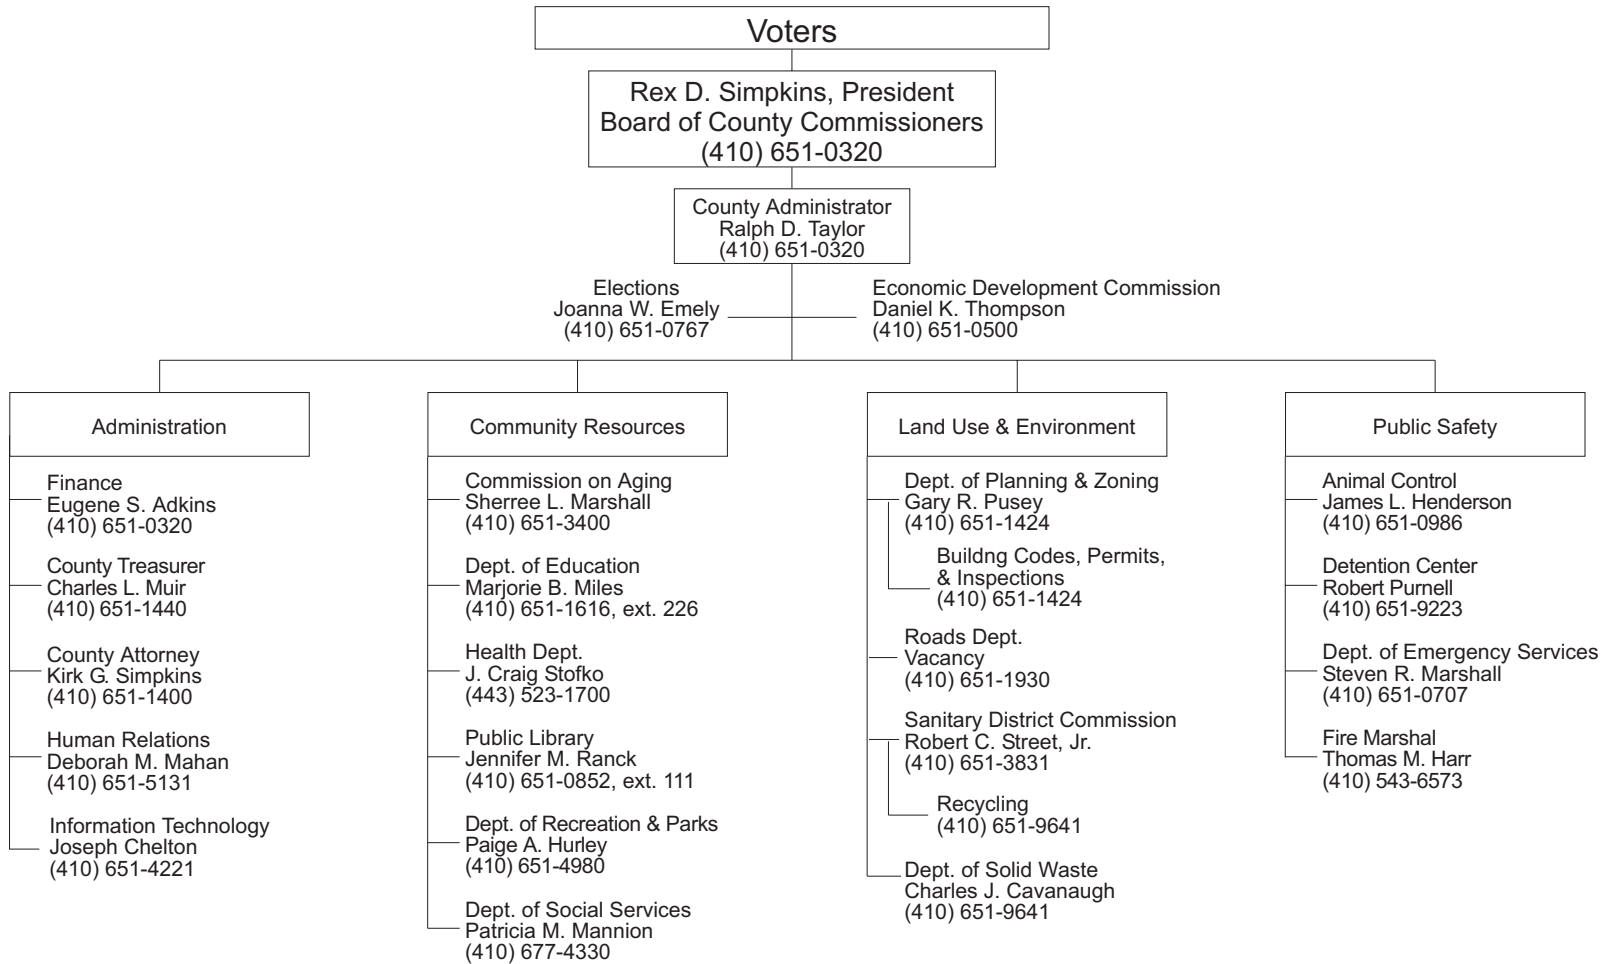 Voters
Rex D. Simpkins, President
Board of County Commissioners
(410) 651-0320
County Administrator
Ralph D. Taylor
(410) 651-0320
Elections
Joanna W. Emely
(410) 651-0767
Economic Development Commission
Daniel K. Thompson
(410) 651-0500
Administration
Finance
Eugene S. Adkins
(410) 651-0320
County Treasurer
Charles L. Muir
(410) 651-1440
County Attorney
Kirk G. Simpkins
(410) 651-1400
Human Relations
Deborah M. Mahan
(410) 651-5131
Information Technology
Joseph Chelton
(410) 651-4221
Community Resources
Commission on Aging
Sherree L. Marshall
(410) 651-3400
Dept. of Education
Marjorie B. Miles
(410) 651-1616, ext. 226
Health Dept.
J. Craig Stofko
(443) 523-1700
Public Library
Jennifer M. Ranck
(410) 651-0852, ext. 111
Dept. of Recreation & Parks
Paige A. Hurley
(410) 651-4980
Dept. of Social Services
Patricia M. Mannion
(410) 677-4330
Land Use & Environment
Dept. of Planning & Zoning
Gary R. Pusey
(410) 651-1424
Buildng Codes, Permits,
& Inspections
(410) 651-1424
Roads Dept.
Vacancy
(410) 651-1930
Sanitary District Commission
Robert C. Street, Jr.
(410) 651-3831
Recycling
(410) 651-9641
Dept. of Solid Waste
Charles J. Cavanaugh
(410) 651-9641
Public Safety
Animal Control
James L. Henderson
(410) 651-0986
Detention Center
Robert Purnell
(410) 651-9223
Dept. of Emergency Services
Steven R. Marshall
(410) 651-0707
Fire Marshal
Thomas M. Harr
(410) 543-6573